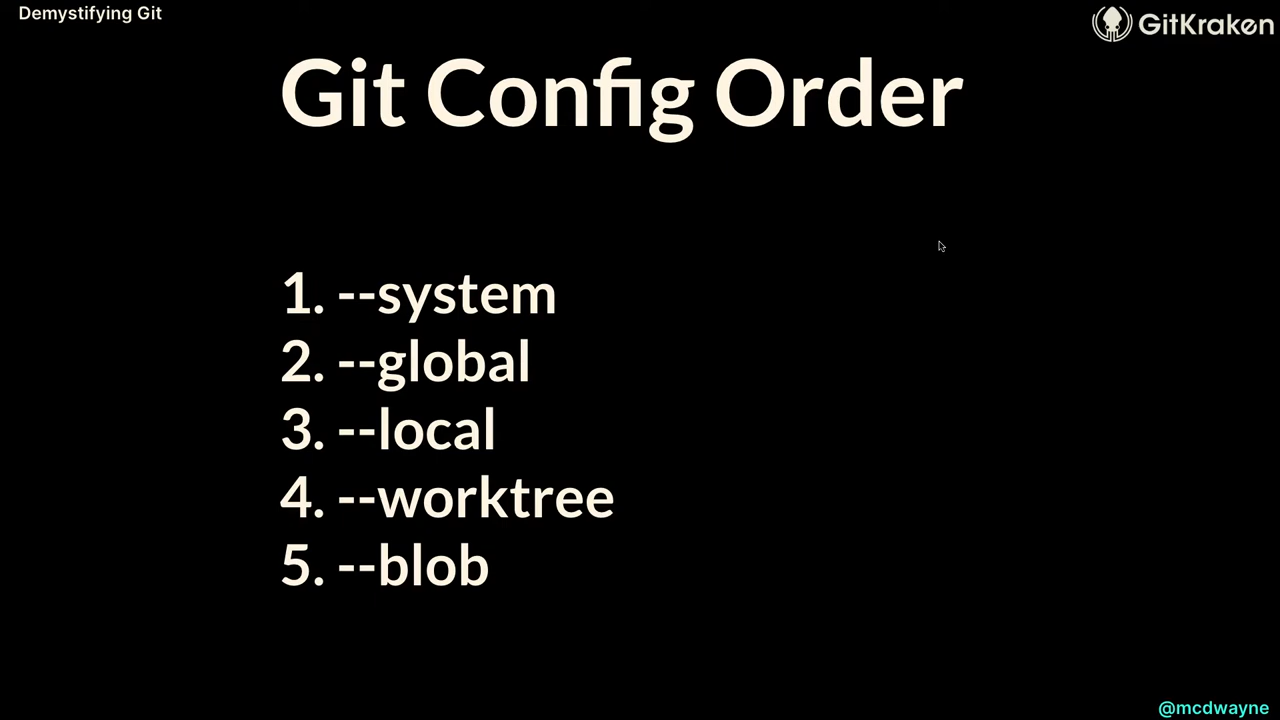 Demystifying Git
GitKraken
Git Config Order
1. --system
2. --global
3. --local
4. --worktree
5. --blob
@mcdwayne